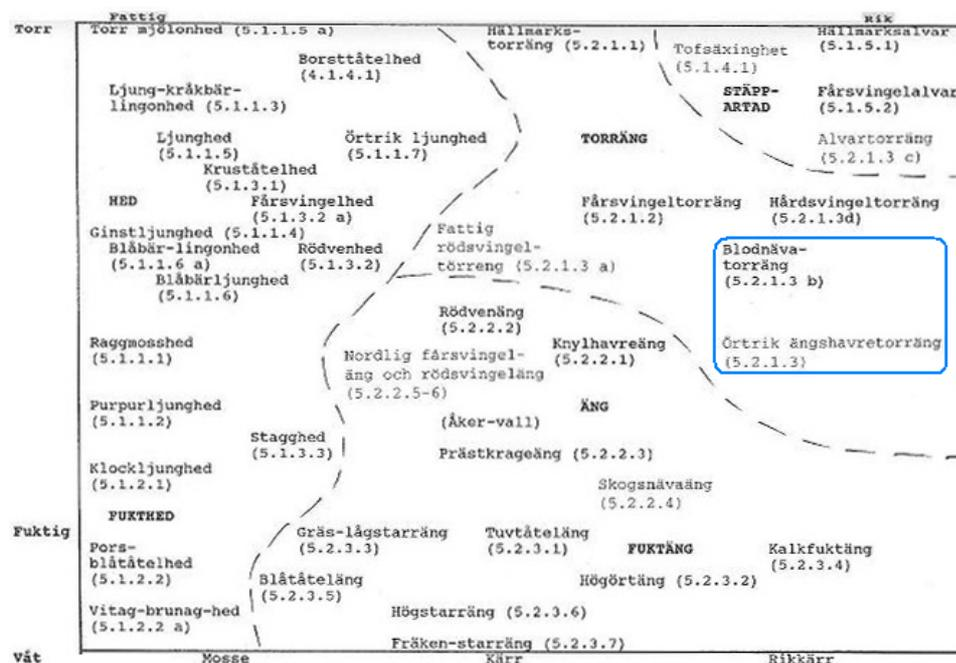 Fattig
Rik
Torr
Torr mjölonhed (5.1.1.5 a)
Hällmarks-
torräng (5.2.1.1)
Hällmarksalvar
(5.1.5.1)
Tofsäxinghet
(5.1.4.1)
Borsttåtelhed
(4.1.4.1)
Ljung-kråkbär-
lingonhed (5.1.1.3)
STÄPP-
ARTAD
Fårsvingelalvar
(5.1.5.2)
Ljunghed
(5.1.1.5)
Örtrik ljunghed
(5.1.1.7)
TORRÄNG
Alvartorräng
(5.2.1.3 c)
Kruståtelhed
(5.1.3.1)
HED
Fårsvingelhed
(5.1.3.2 a)
Fårsvingeltorräng
(5.2.1.2)
Hårdsvingeltorräng
(5.2.1.3d)
Ginstljunghed (5.1.1.4)
Fattig
rödsvingel-
törreng (5.2.1.3 a)
Blåbär-lingonhed
(5.1.1.6 a)
Rödvenhed
(5.1.3.2)
Blodnäva-
torräng
(5.2.1.3 b)
Blåbärljunghed
(5.1.1.6)
Rödvenäng
(5.2.2.2)
Raggmosshed
(5.1.1.1)
Nordlig fårsvingel-
äng och rödsvingeläng
(5.2.2.5-6)
Knylhavreäng
(5.2.2.1)
Örtrik ängshavretorräng
(5.2.1.3)
Purpurljunghed
(5.1.1.2)
ÄNG
(Åker-vall)
Stagghed
(5.1.3.3)
Prästkrageäng (5.2.2.3)
Klockljunghed
(5.1.2.1)
Skogsnäväang
(5.2.2.4)
FUKTHED
Fuktig
Gräs-lågstarräng
(5.2.3.3)
Tuvtåteläng
(5.2.3.1)
FUKTÄNG
Kalkfuktäng
(5.2.3.4)
Pors-
blåtåtelhed
(5.1.2.2)
Blåtåteläng
(5.2.3.5)
Högörtäng (5.2.3.2)
Vitag-brunag-hed
(5.1.2.2 a)
Högstarräng (5.2.3.6)
Fräken-starräng (5.2.3.7)
Våt
Mosse
Kärr
Rikkärr